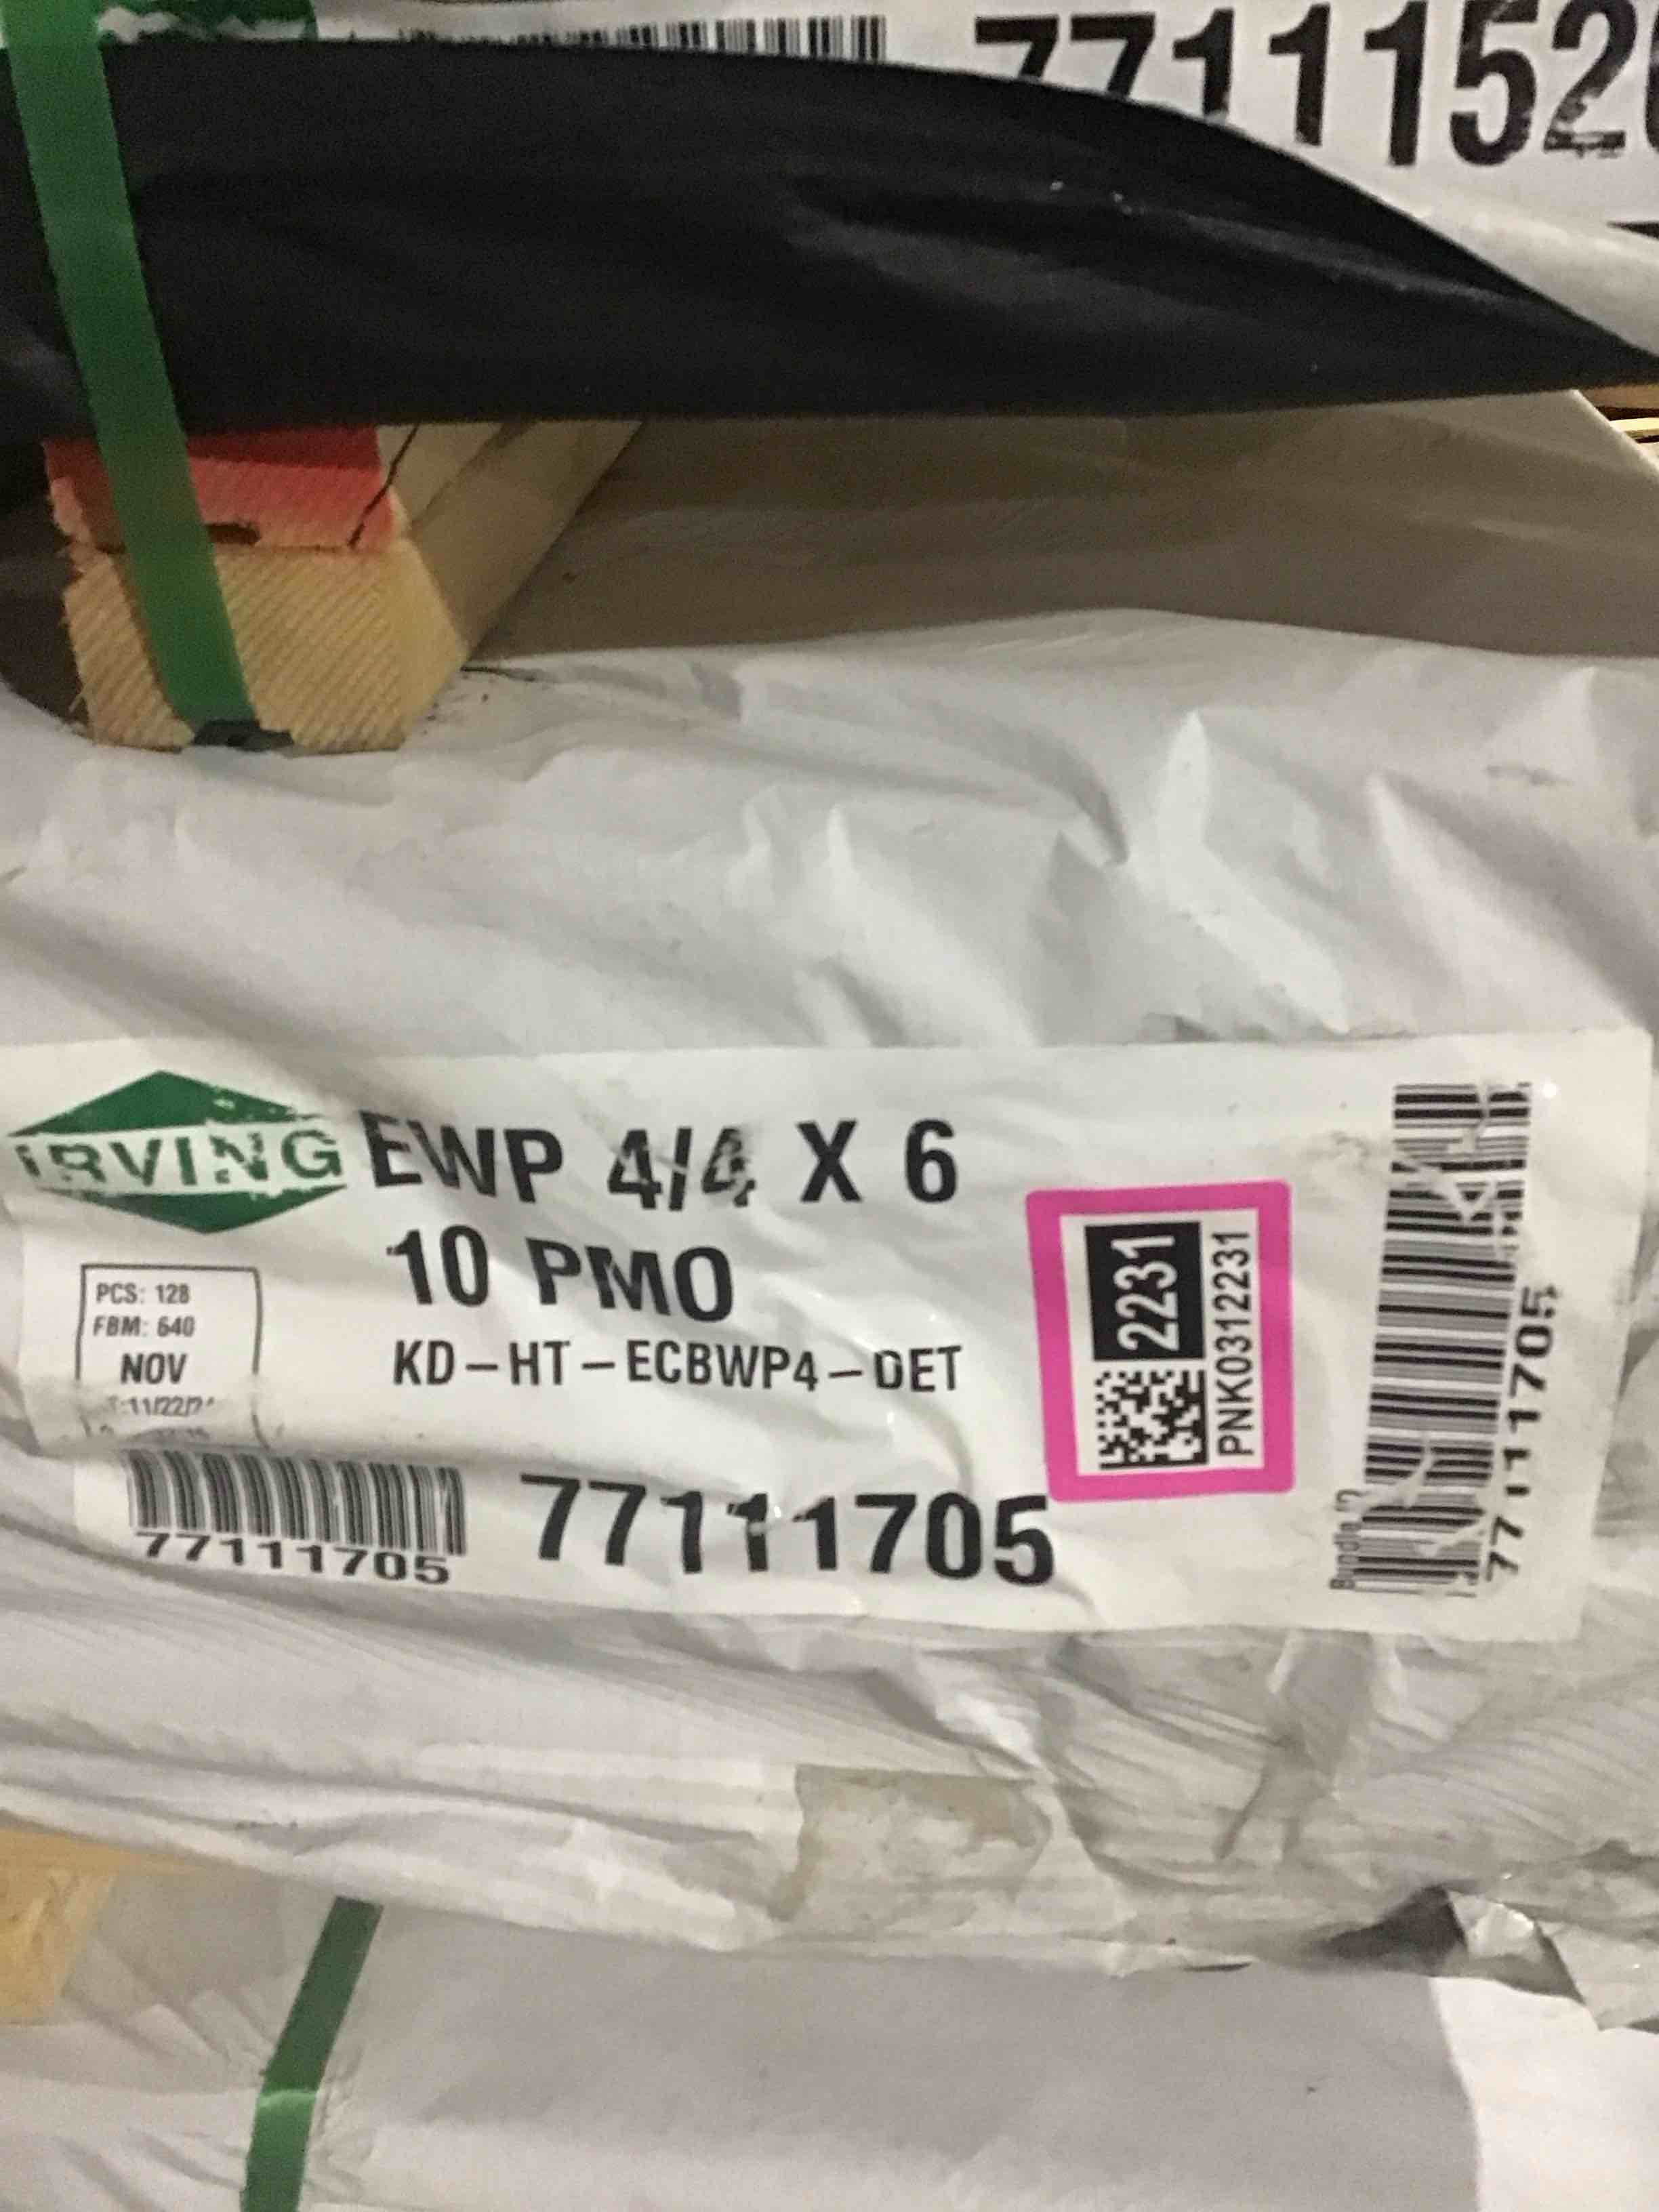 7711152
IRVING
EWP 4/4 X 6
10 PMO
KD-HT-ECBWP4-DET
PCS: 128
FBM: 640
NOV
77111705
77111705
2231
PNK0312231
77111705